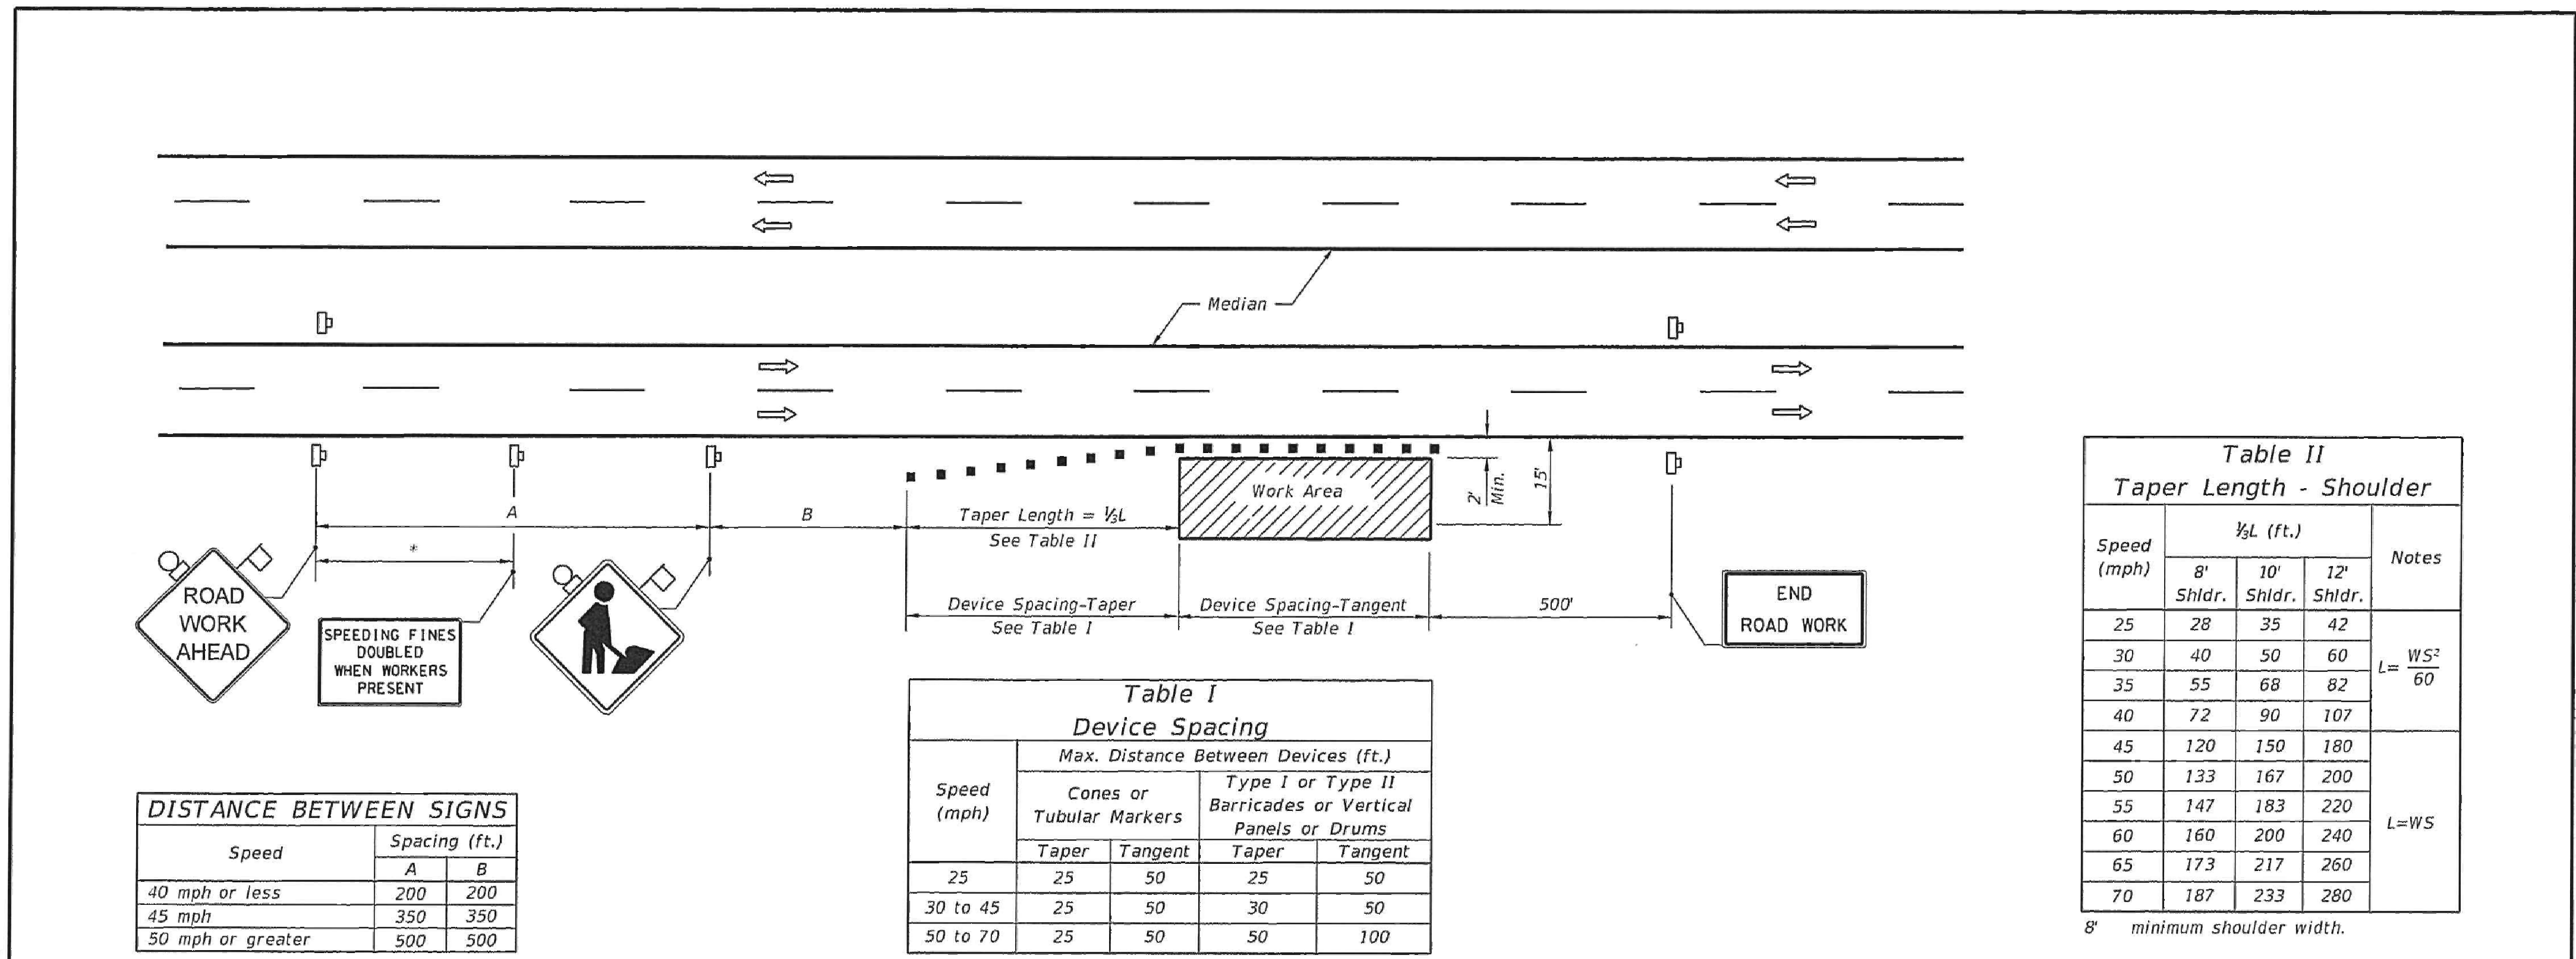 Median
A
B
Taper Length = ⅓L
See Table II
*
Work Area
2'
Min.
15'
Device Spacing-Taper
See Table I
Device Spacing-Tangent
See Table I
500'
ROAD
WORK
AHEAD
SPEEDING FINES
DOUBLED
WHEN WORKERS
PRESENT
END
ROAD WORK
DISTANCE BETWEEN SIGNS
Speed Spacing (ft.)
A B
40 mph or less 200 200
45 mph 350 350
50 mph or greater 500 500
Table I
Device Spacing
Speed
(mph)
Max. Distance Between Devices (ft.)
Cones or
Tubular Markers
Type I or Type II
Barricades or Vertical
Panels or Drums
Taper Tangent Taper Tangent
25 25 50 25 50
30 to 45 25 50 30 50
50 to 70 25 50 50 100
Table II
Taper Length - Shoulder
Speed
(mph)
⅓L (ft.)
8'
Shldr.
10'
Shldr.
12'
Shldr.
Notes
25 28 35 42
30 40 50 60
35 55 68 82
40 72 90 107
L= WS²
60
45 120 150 180
50 133 167 200
55 147 183 220
60 160 200 240
65 173 217 260
70 187 233 280
L=WS
8' minimum shoulder width.